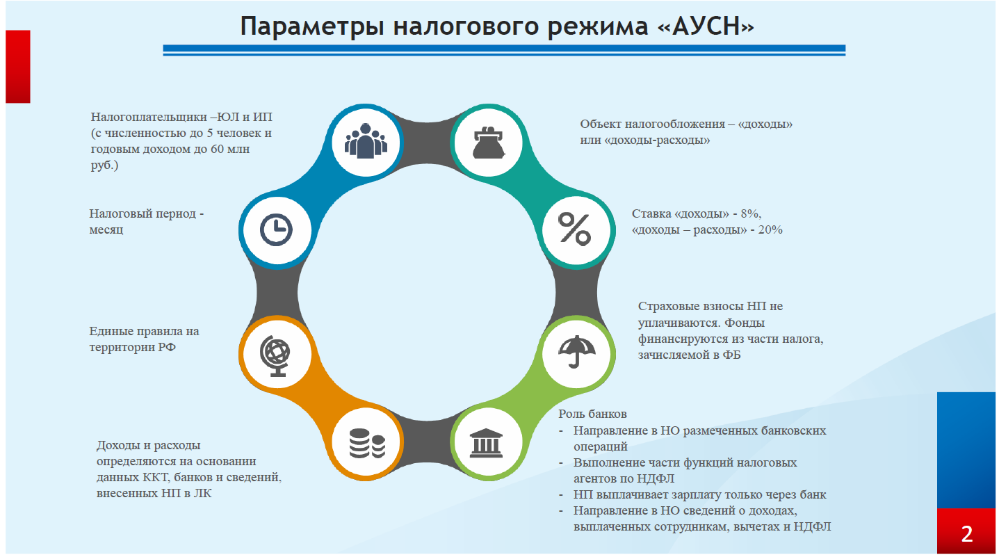 Параметры налогового режима «АУСН»
Налогоплательщики –ЮЛ и ИП
(с численностью до 5 человек и
годовым доходом до 60 млн
руб.)
Объект налогообложения – «доходы»
или «доходы-расходы»
Налоговый период -
месяц
Ставка «доходы» - 8%,
«доходы – расходы» - 20%
Единые правила на
территории РФ
Страховые взносы НП не
уплачиваются. Фонды
финансируются из части налога,
зачисляемой в ФБ
Доходы и расходы
определяются на основании
данных ККТ, банков и сведений,
внесенных НП в ЛК
Роль банков
- Направление в НО размеченных банковских
операций
- Выполнение части функций налоговых
агентов по НДФЛ
- НП выплачивает зарплату только через банк
- Направление в НО сведений о доходах,
выплаченных сотрудникам, вычетах и НДФЛ
2